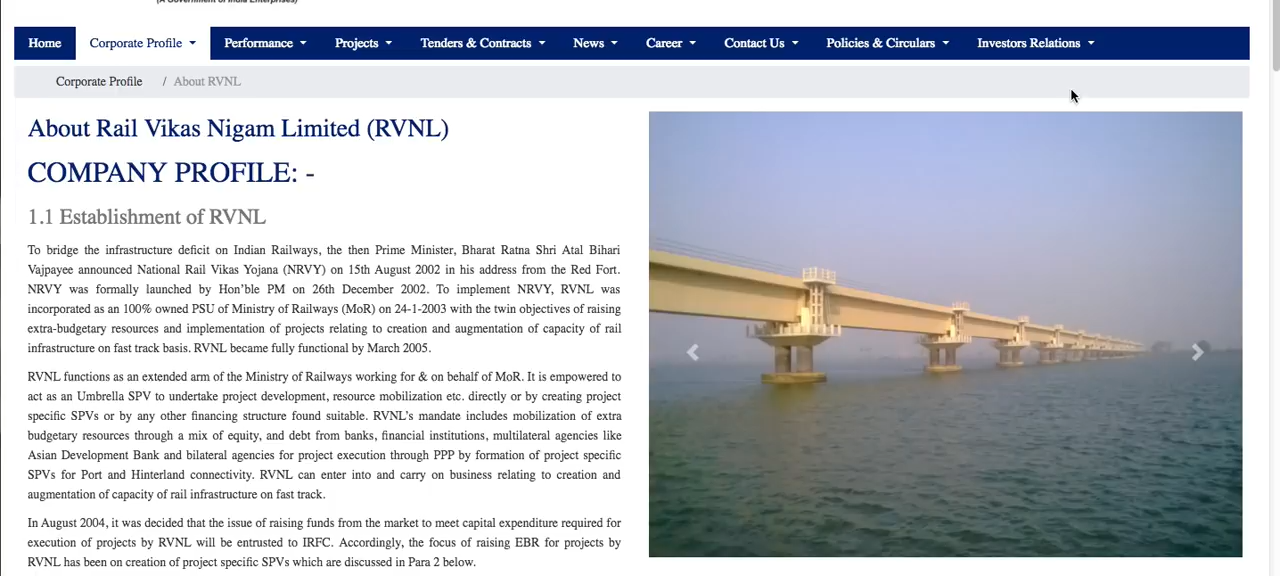 (A Government of India Enterprises)
Home Corporate Profile Performance Projects Tenders & Contracts News Career Contact Us Policies & Circulars Investors Relations
Corporate Profile / About RVNL
About Rail Vikas Nigam Limited (RVNL)
COMPANY PROFILE: -
1.1 Establishment of RVNL
To bridge the infrastructure deficit on Indian Railways, the then Prime Minister, Bharat Ratna Shri Atal Bihari
Vajpayee announced National Rail Vikas Yojana (NRVY) on 15th August 2002 in his address from the Red Fort.
NRVY was formally launched by Hon'ble PM on 26th December 2002. To implement NRVY, RVNL was
incorporated as an 100% owned PSU of Ministry of Railways (MoR) on 24-1-2003 with the twin objectives of raising
extra-budgetary resources and implementation of projects relating to creation and augmentation of capacity of rail
infrastructure on fast track basis. RVNL became fully functional by March 2005.
RVNL functions as an extended arm of the Ministry of Railways working for & on behalf of MoR. It is empowered to
act as an Umbrella SPV to undertake project development, resource mobilization etc. directly or by creating project
specific SPVs or by any other financing structure found suitable. RVNL's mandate includes mobilization of extra
budgetary resources through a mix of equity, and debt from banks, financial institutions, multilateral agencies like
Asian Development Bank and bilateral agencies for project execution through PPP by formation of project specific
SPVs for Port and Hinterland connectivity. RVNL can enter into and carry on business relating to creation and
augmentation of capacity of rail infrastructure on fast track.
In August 2004, it was decided that the issue of raising funds from the market to meet capital expenditure required for
execution of projects by RVNL will be entrusted to IRFC. Accordingly, the focus of raising EBR for projects by
RVNL has been on creation of project specific SPVs which are discussed in Para 2 below.